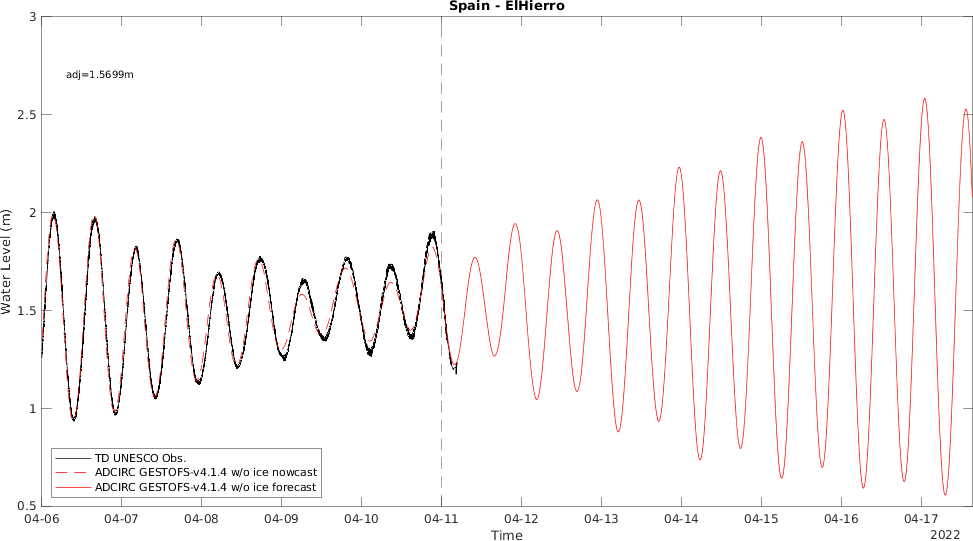 Spain - ElHierro
3
adj=1.5699m
2.5
2
Water Level (m)
1.5
1
TD UNESCO Obs.
ADCIRC GESTOFS-v4.1.4 w/o ice nowcast
ADCIRC GESTOFS-v4.1.4 w/o ice forecast
0.5
04-06 04-07 04-08 04-09 04-10 04-11 04-12 04-13 04-14 04-15 04-16 04-17
Time
2022